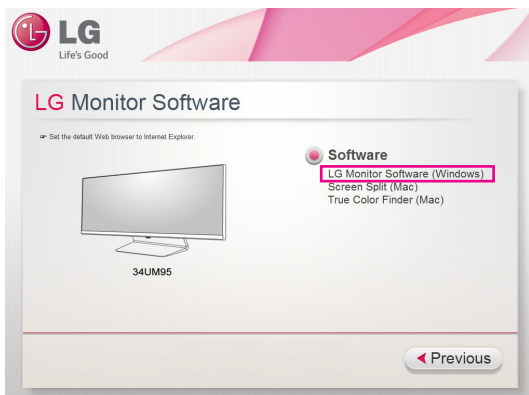 LG
Life's Good
LG Monitor Software
☞ Set the default Web browser to Internet Explorer.
Software
LG Monitor Software (Windows)
Screen Split (Mac)
True Color Finder (Mac)
34UM95
Previous